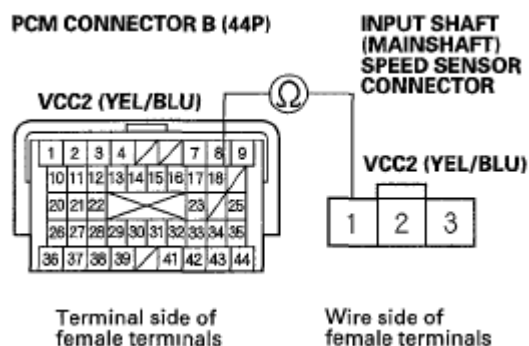 PCM CONNECTOR B (44P)
INPUT SHAFT
(MAINSHAFT)
SPEED SENSOR
CONNECTOR
Ω
VCC2 (YEL/BLU)
1 2 3 4 7 8 9
10 11 12 13 14 15 16 17 18
20 21 22 23 25
26 27 28 29 30 31 32 33 34 35
36 37 38 39 41 42 43 44
VCC2 (YEL/BLU)
1 2 3
Terminal side of
female terminals
Wire side of
female terminals